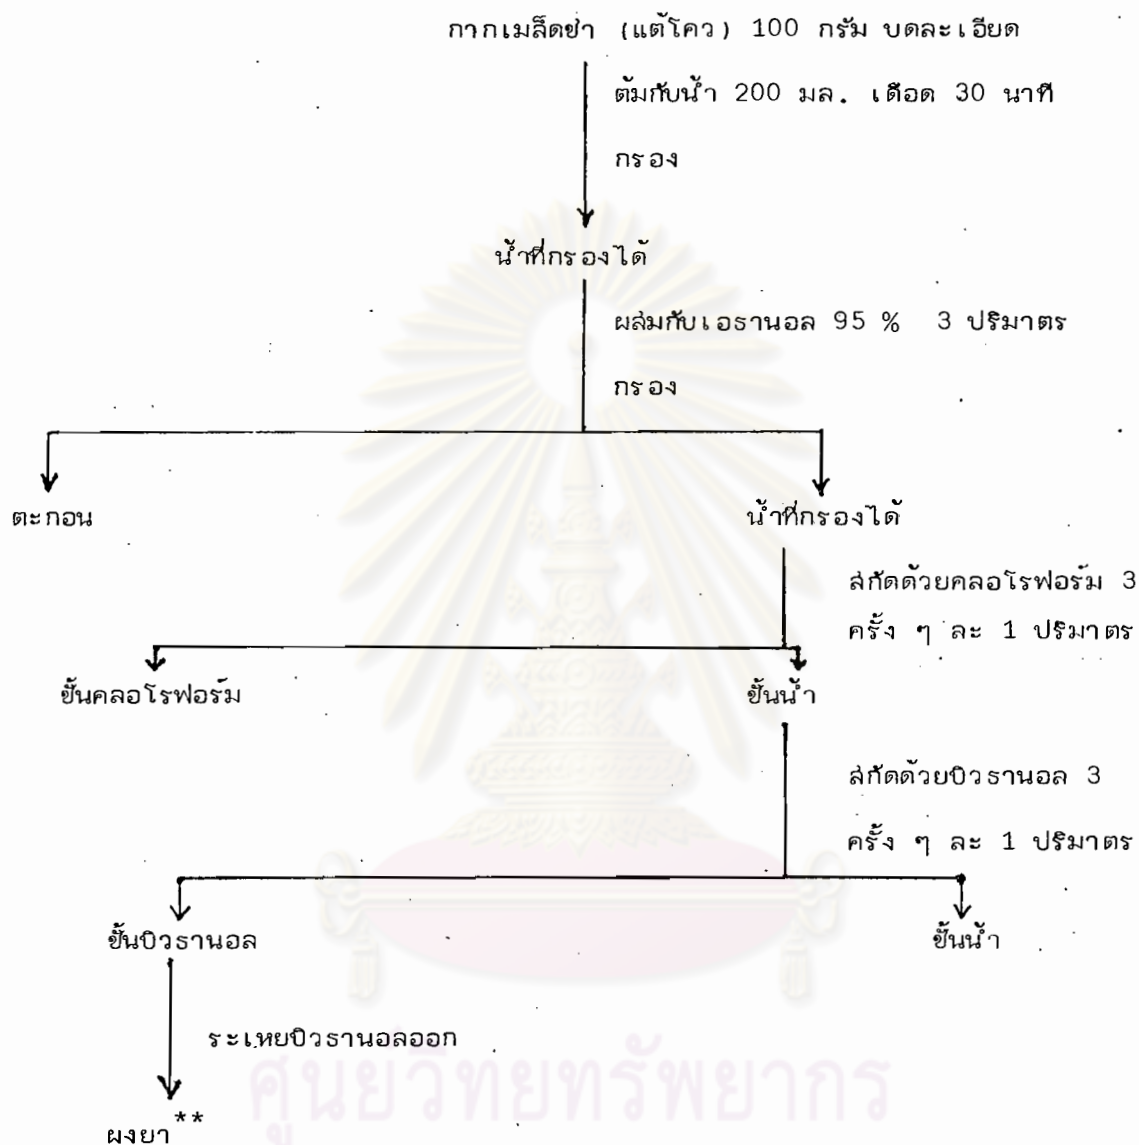 กากเมล็ดชา (แต้โคว) 100 กรัม บดละเอียด
ต้มกับน้ำ 200 มล. เดือด 30 นาที
กรอง
น้ำที่กรองได้
ผสมกับเอธานอล 95 % 3 ปริมาตร
กรอง
ตะกอน
น้ำที่กรองได้
สกัดด้วยคลอโรฟอร์ม 3
ครั้ง ๆ ละ 1 ปริมาตร
ชั้นคลอโรฟอร์ม
ชั้นน้ำ
สกัดด้วยบิวธานอล 3
ครั้ง ๆ ละ 1 ปริมาตร
ชั้นบิวธานอล
ชั้นน้ำ
ระเหยบิวธานอลออก
ศูนย์วิทยทรัพยากร
ผงยา**